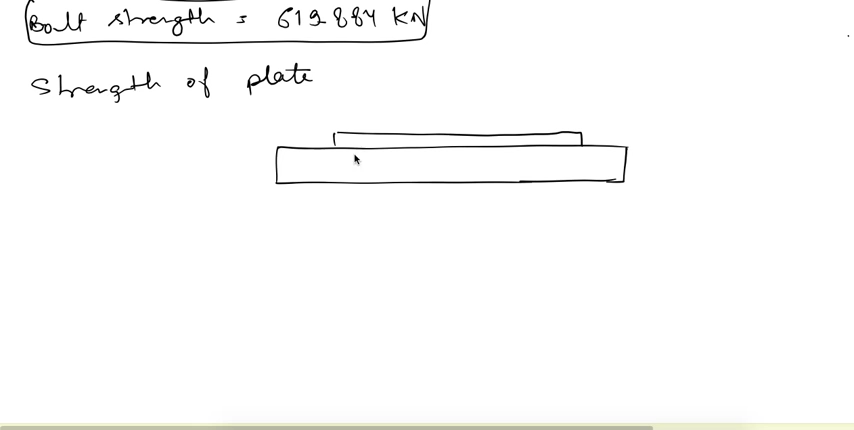 Bolt strength = 619.884 KN
Strength of plate